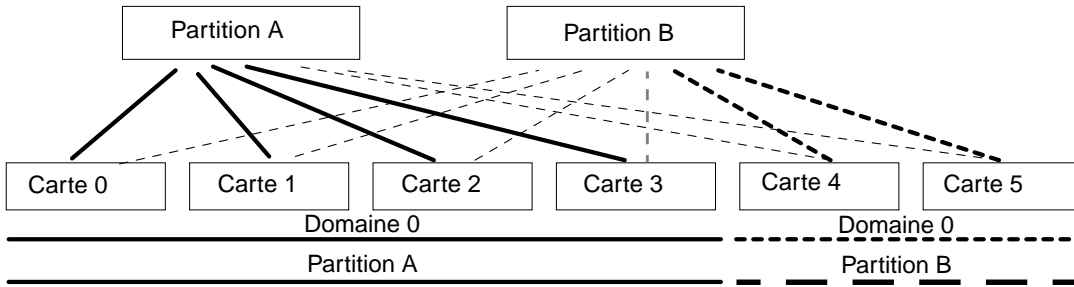 Partition A
Partition B
Carte 0
Carte 1
Carte 2
Carte 3
Carte 4
Carte 5
Domaine 0
Domaine 0
Partition A
Partition B